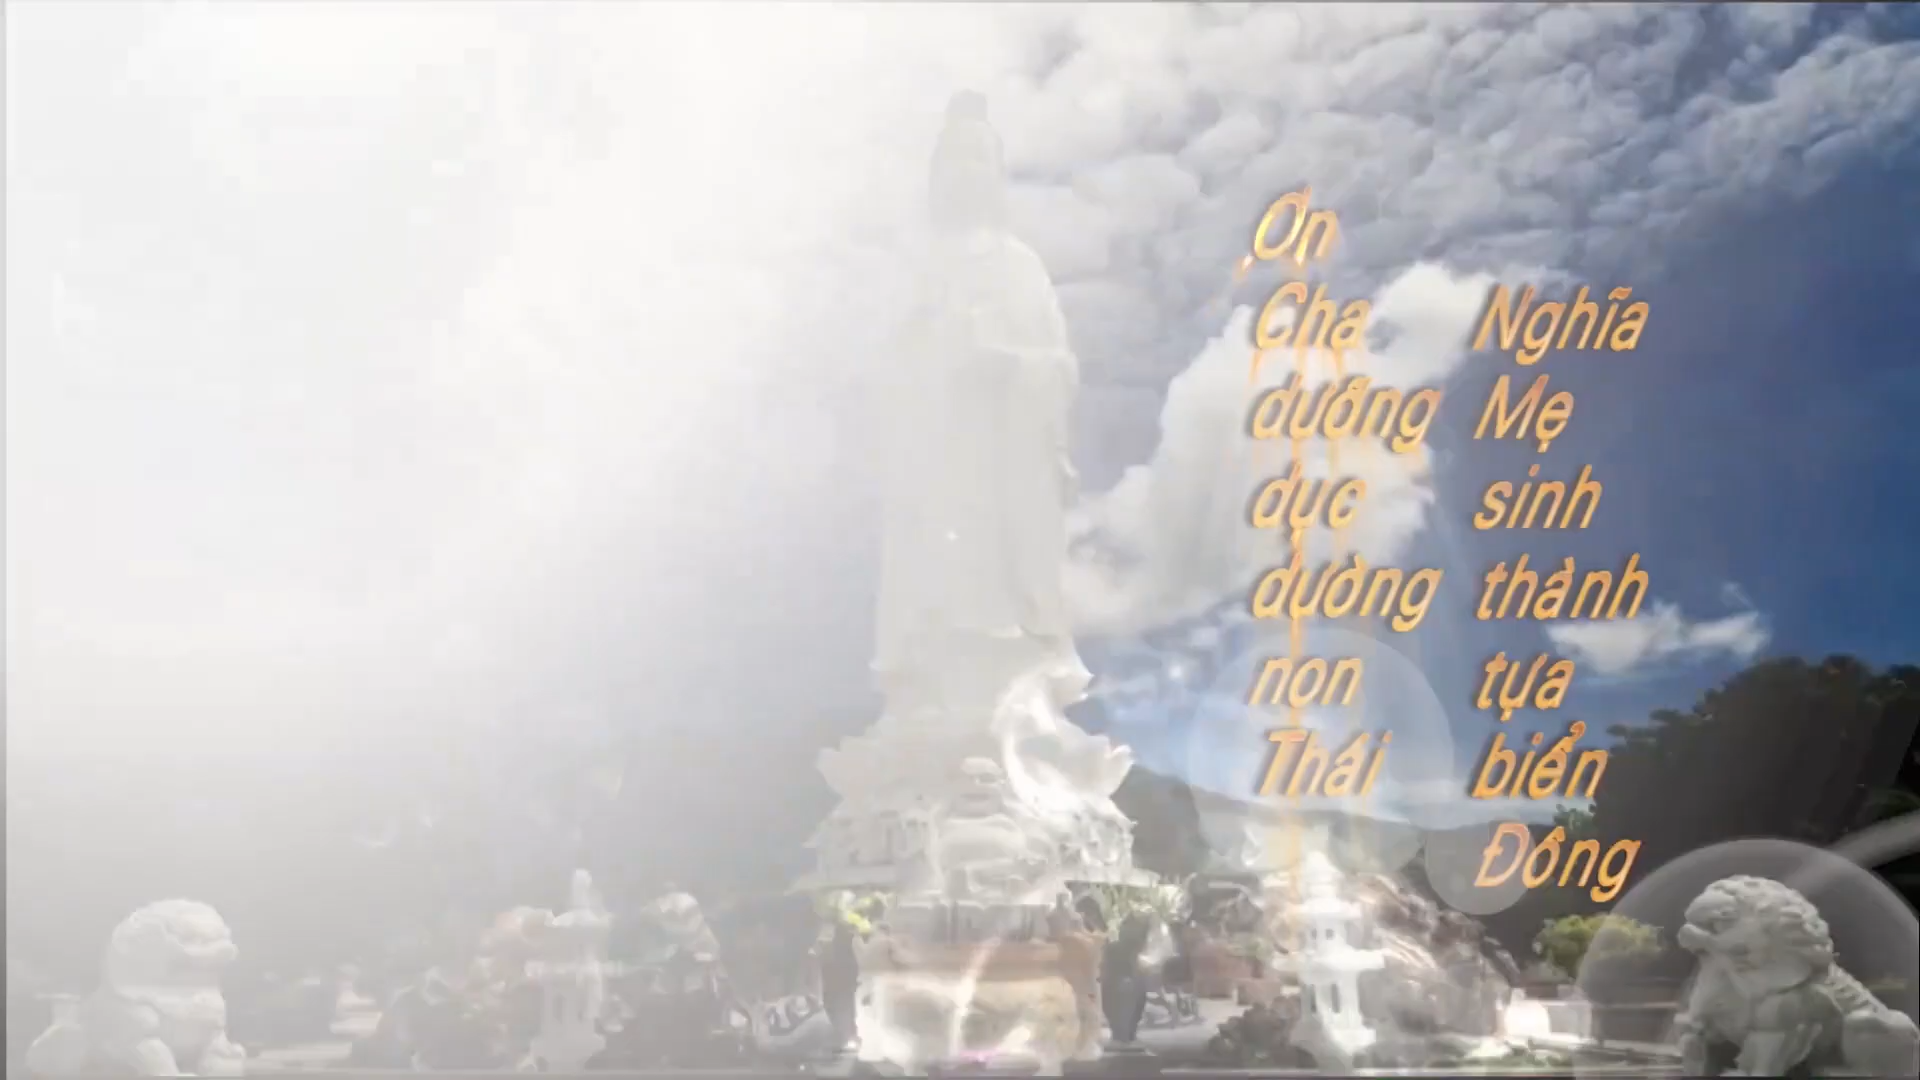 Ơn
Cha
dưỡng
dục
dường
non
Thái
Nghĩa
Mẹ
sinh
thành
tựa
biển
Đông